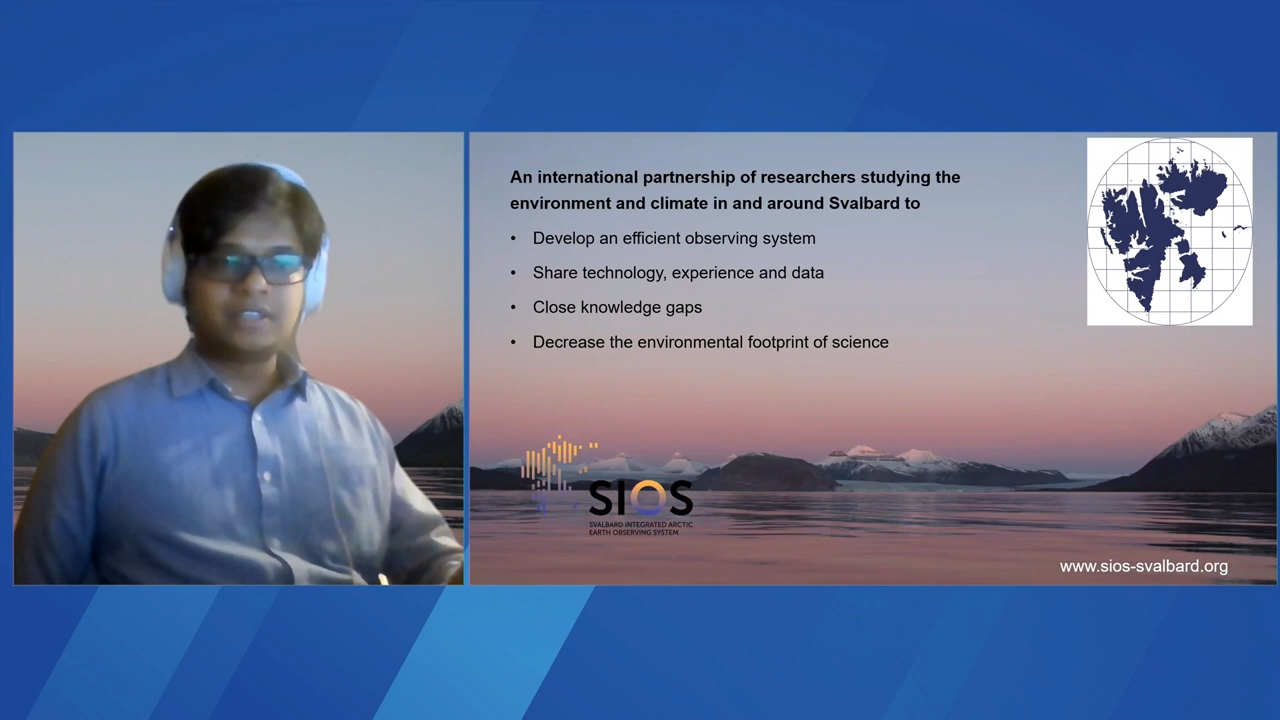 An international partnership of researchers studying the
environment and climate in and around Svalbard to
• Develop an efficient observing system
• Share technology, experience and data
• Close knowledge gaps
• Decrease the environmental footprint of science
SIOS
SVALBARD INTEGRATED ARCTIC
EARTH OBSERVING SYSTEM
www.sios-svalbard.org